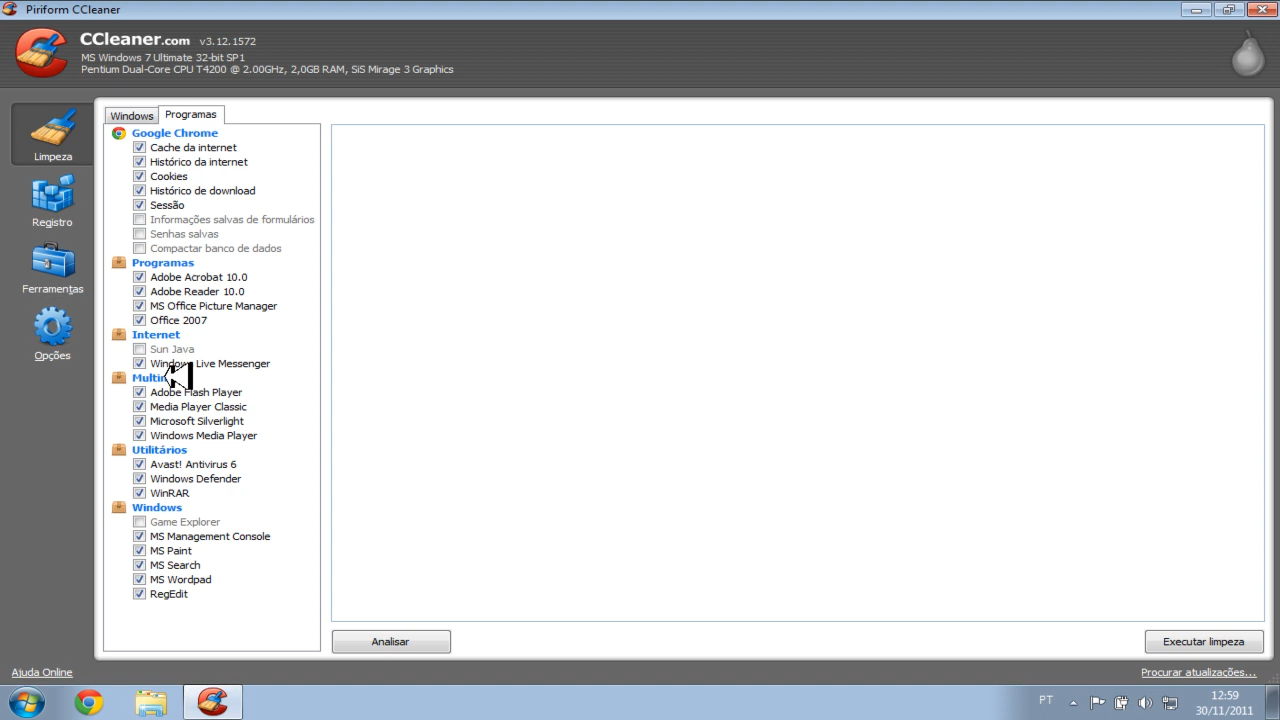 Piriform CCleaner
CCleaner.com v3.12.1572
MS Windows 7 Ultimate 32-bit SP1
Pentium Dual-Core CPU T4200 @ 2.00GHz, 2,0GB RAM, SiS Mirage 3 Graphics
Limpeza
Registro
Ferramentas
Opções
Windows
Programas
Google Chrome
Cache da internet
Histórico da internet
Cookies
Histórico de download
Sessão
Informações salvas de formulários
Senhas salvas
Compactar banco de dados
Programas
Adobe Acrobat 10.0
Adobe Reader 10.0
MS Office Picture Manager
Office 2007
Internet
Sun Java
Windows Live Messenger
Adobe Flash Player
Media Player Classic
Microsoft Silverlight
Windows Media Player
Utilitários
Avast! Antivirus 6
Windows Defender
WinRAR
Windows
Game Explorer
MS Management Console
MS Paint
MS Search
MS Wordpad
RegEdit
Analisar
Executar limpeza
Ajuda Online
Procurar atualizações...
PT
12:59
30/11/2011